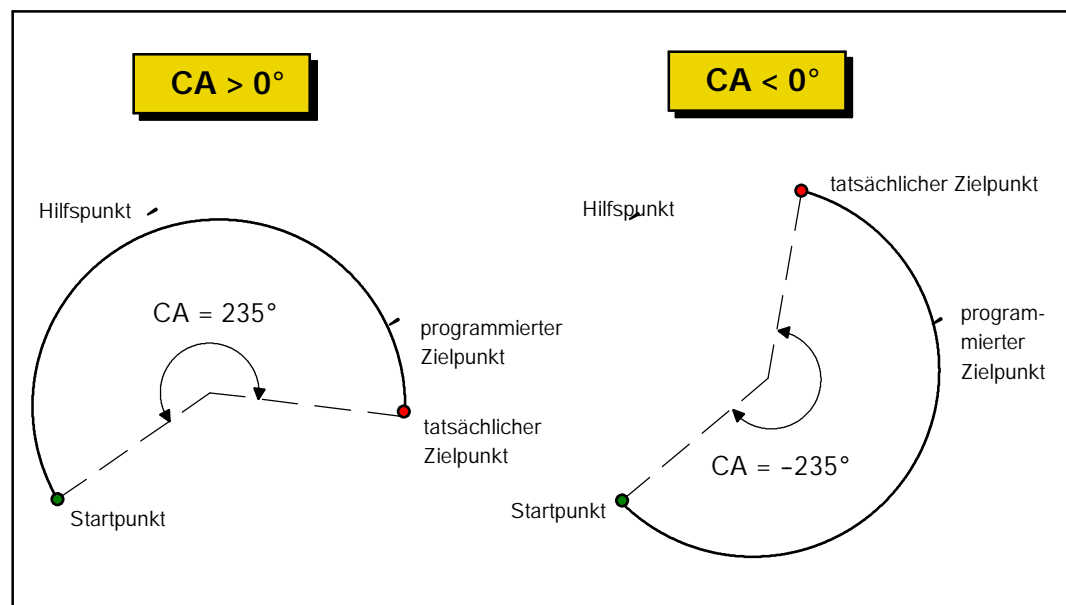 CA > 0°
Hilfspunkt
CA = 235°
programmierter
Zielpunkt
tatsächlicher
Zielpunkt
Startpunkt
CA < 0°
tatsächlicher Zielpunkt
Hilfspunkt
program-
mierter
Zielpunkt
CA = –235°
Startpunkt